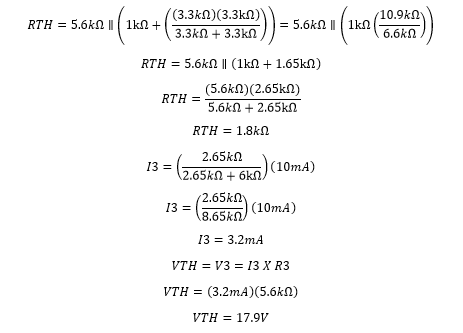 RTH = 5.6kΩ ∥ (1kΩ + ((3.3kΩ)(3.3kΩ) / 3.3kΩ + 3.3kΩ)) = 5.6kΩ ∥ (1kΩ (10.9kΩ / 6.6kΩ))
RTH = 5.6kΩ ∥ (1kΩ + 1.65kΩ)
RTH = (5.6kΩ)(2.65kΩ) / 5.6kΩ + 2.65kΩ
RTH = 1.8kΩ
I3 = (2.65kΩ / 2.65kΩ + 6kΩ) (10mA)
I3 = (2.65kΩ / 8.65kΩ) (10mA)
I3 = 3.2mA
VTH = V3 = I3 X R3
VTH = (3.2mA)(5.6kΩ)
VTH = 17.9V